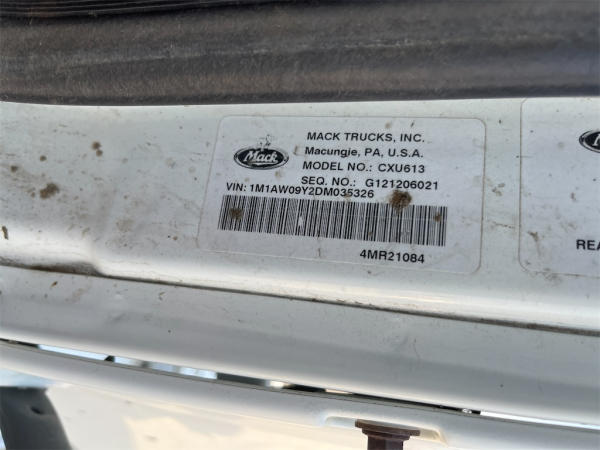 Mack
MACK TRUCKS, INC.
Macungie, PA, U.S.A.
MODEL NO.: CXU613
SEQ. NO.: G121206021
VIN: 1M1AW09Y2DM035326
4MR21084
REA